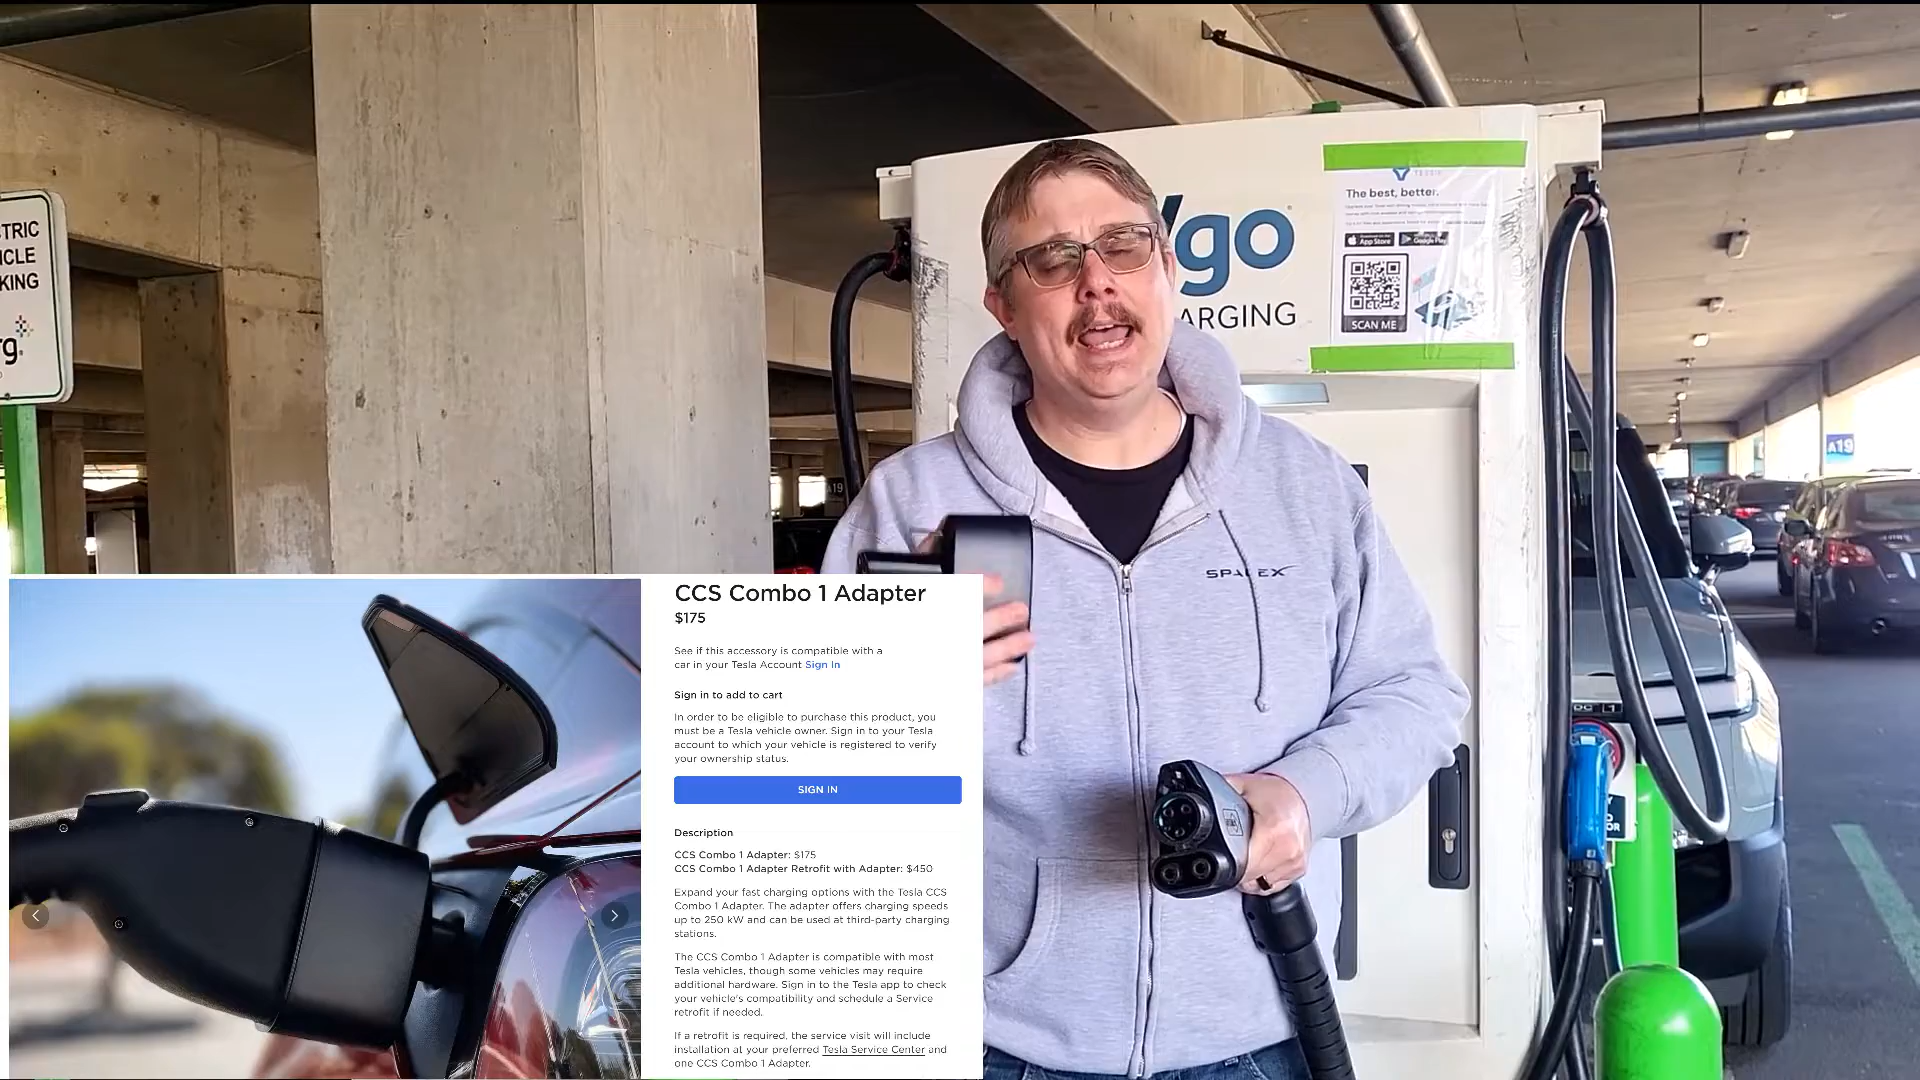 TRIC
ICLE
KING
rg.
go
ARGING
The best, better.
App Store
Google Play
SCAN ME
A19
A19
SPACEX
DC 1
OR
CCS Combo 1 Adapter
$175
See if this accessory is compatible with a
car in your Tesla Account Sign In
Sign in to add to cart
In order to be eligible to purchase this product, you
must be a Tesla vehicle owner. Sign in to your Tesla
account to which your vehicle is registered to verify
your ownership status.
SIGN IN
Description
CCS Combo 1 Adapter: $175
CCS Combo 1 Adapter Retrofit with Adapter: $450
Expand your fast charging options with the Tesla CCS
Combo 1 Adapter. The adapter offers charging speeds
up to 250 kW and can be used at third-party charging
stations.
The CCS Combo 1 Adapter is compatible with most
Tesla vehicles, though some vehicles may require
additional hardware. Sign in to the Tesla app to check
your vehicle's compatibility and schedule a Service
retrofit if needed.
If a retrofit is required, the service visit will include
installation at your preferred Tesla Service Center and
one CCS Combo 1 Adapter.